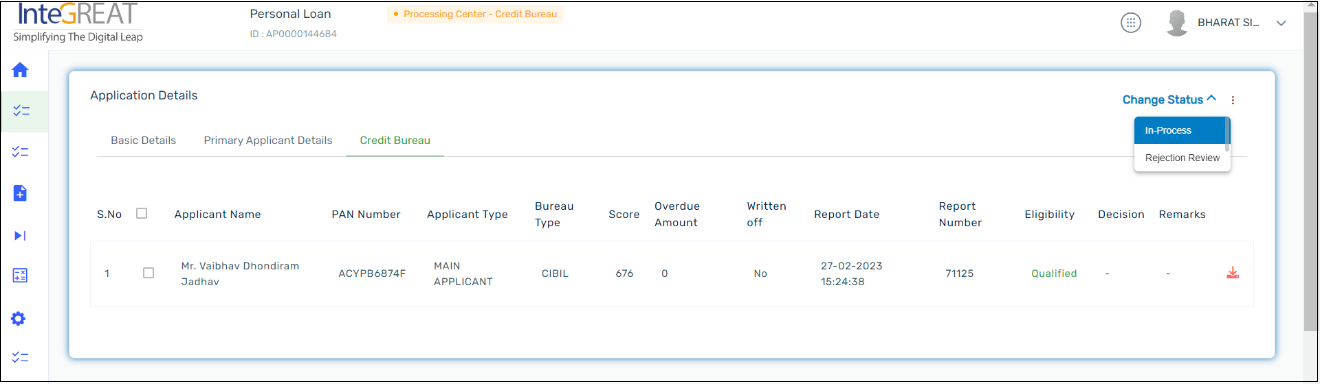 InteGREAT
Simplifying The Digital Leap
Personal Loan
ID : AP0000144684
Processing Center - Credit Bureau
BHARAT SI...
Application Details
Change Status
In-Process
Rejection Review
Basic Details Primary Applicant Details Credit Bureau
S.No Applicant Name PAN Number Applicant Type Bureau Type Score Overdue Amount Written off Report Date Report Number Eligibility Decision Remarks
1 Mr. Vaibhav Dhondiram Jadhav ACYPB6874F MAIN APPLICANT CIBIL 676 0 No 27-02-2023 15:24:38 71125 Qualified - -